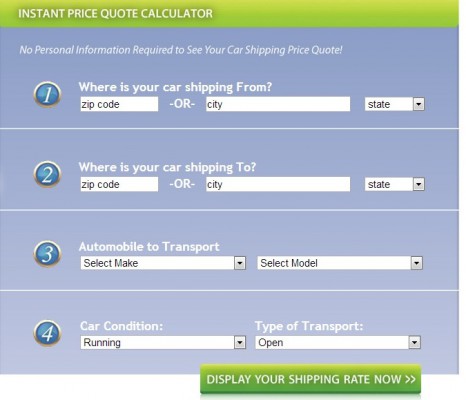 INSTANT PRICE QUOTE CALCULATOR
No Personal Information Required to See Your Car Shipping Price Quote!
1 Where is your car shipping From?
zip code -OR- city state
2 Where is your car shipping To?
zip code -OR- city state
3 Automobile to Transport
Select Make Select Model
4 Car Condition: Type of Transport:
Running Open
DISPLAY YOUR SHIPPING RATE NOW >>